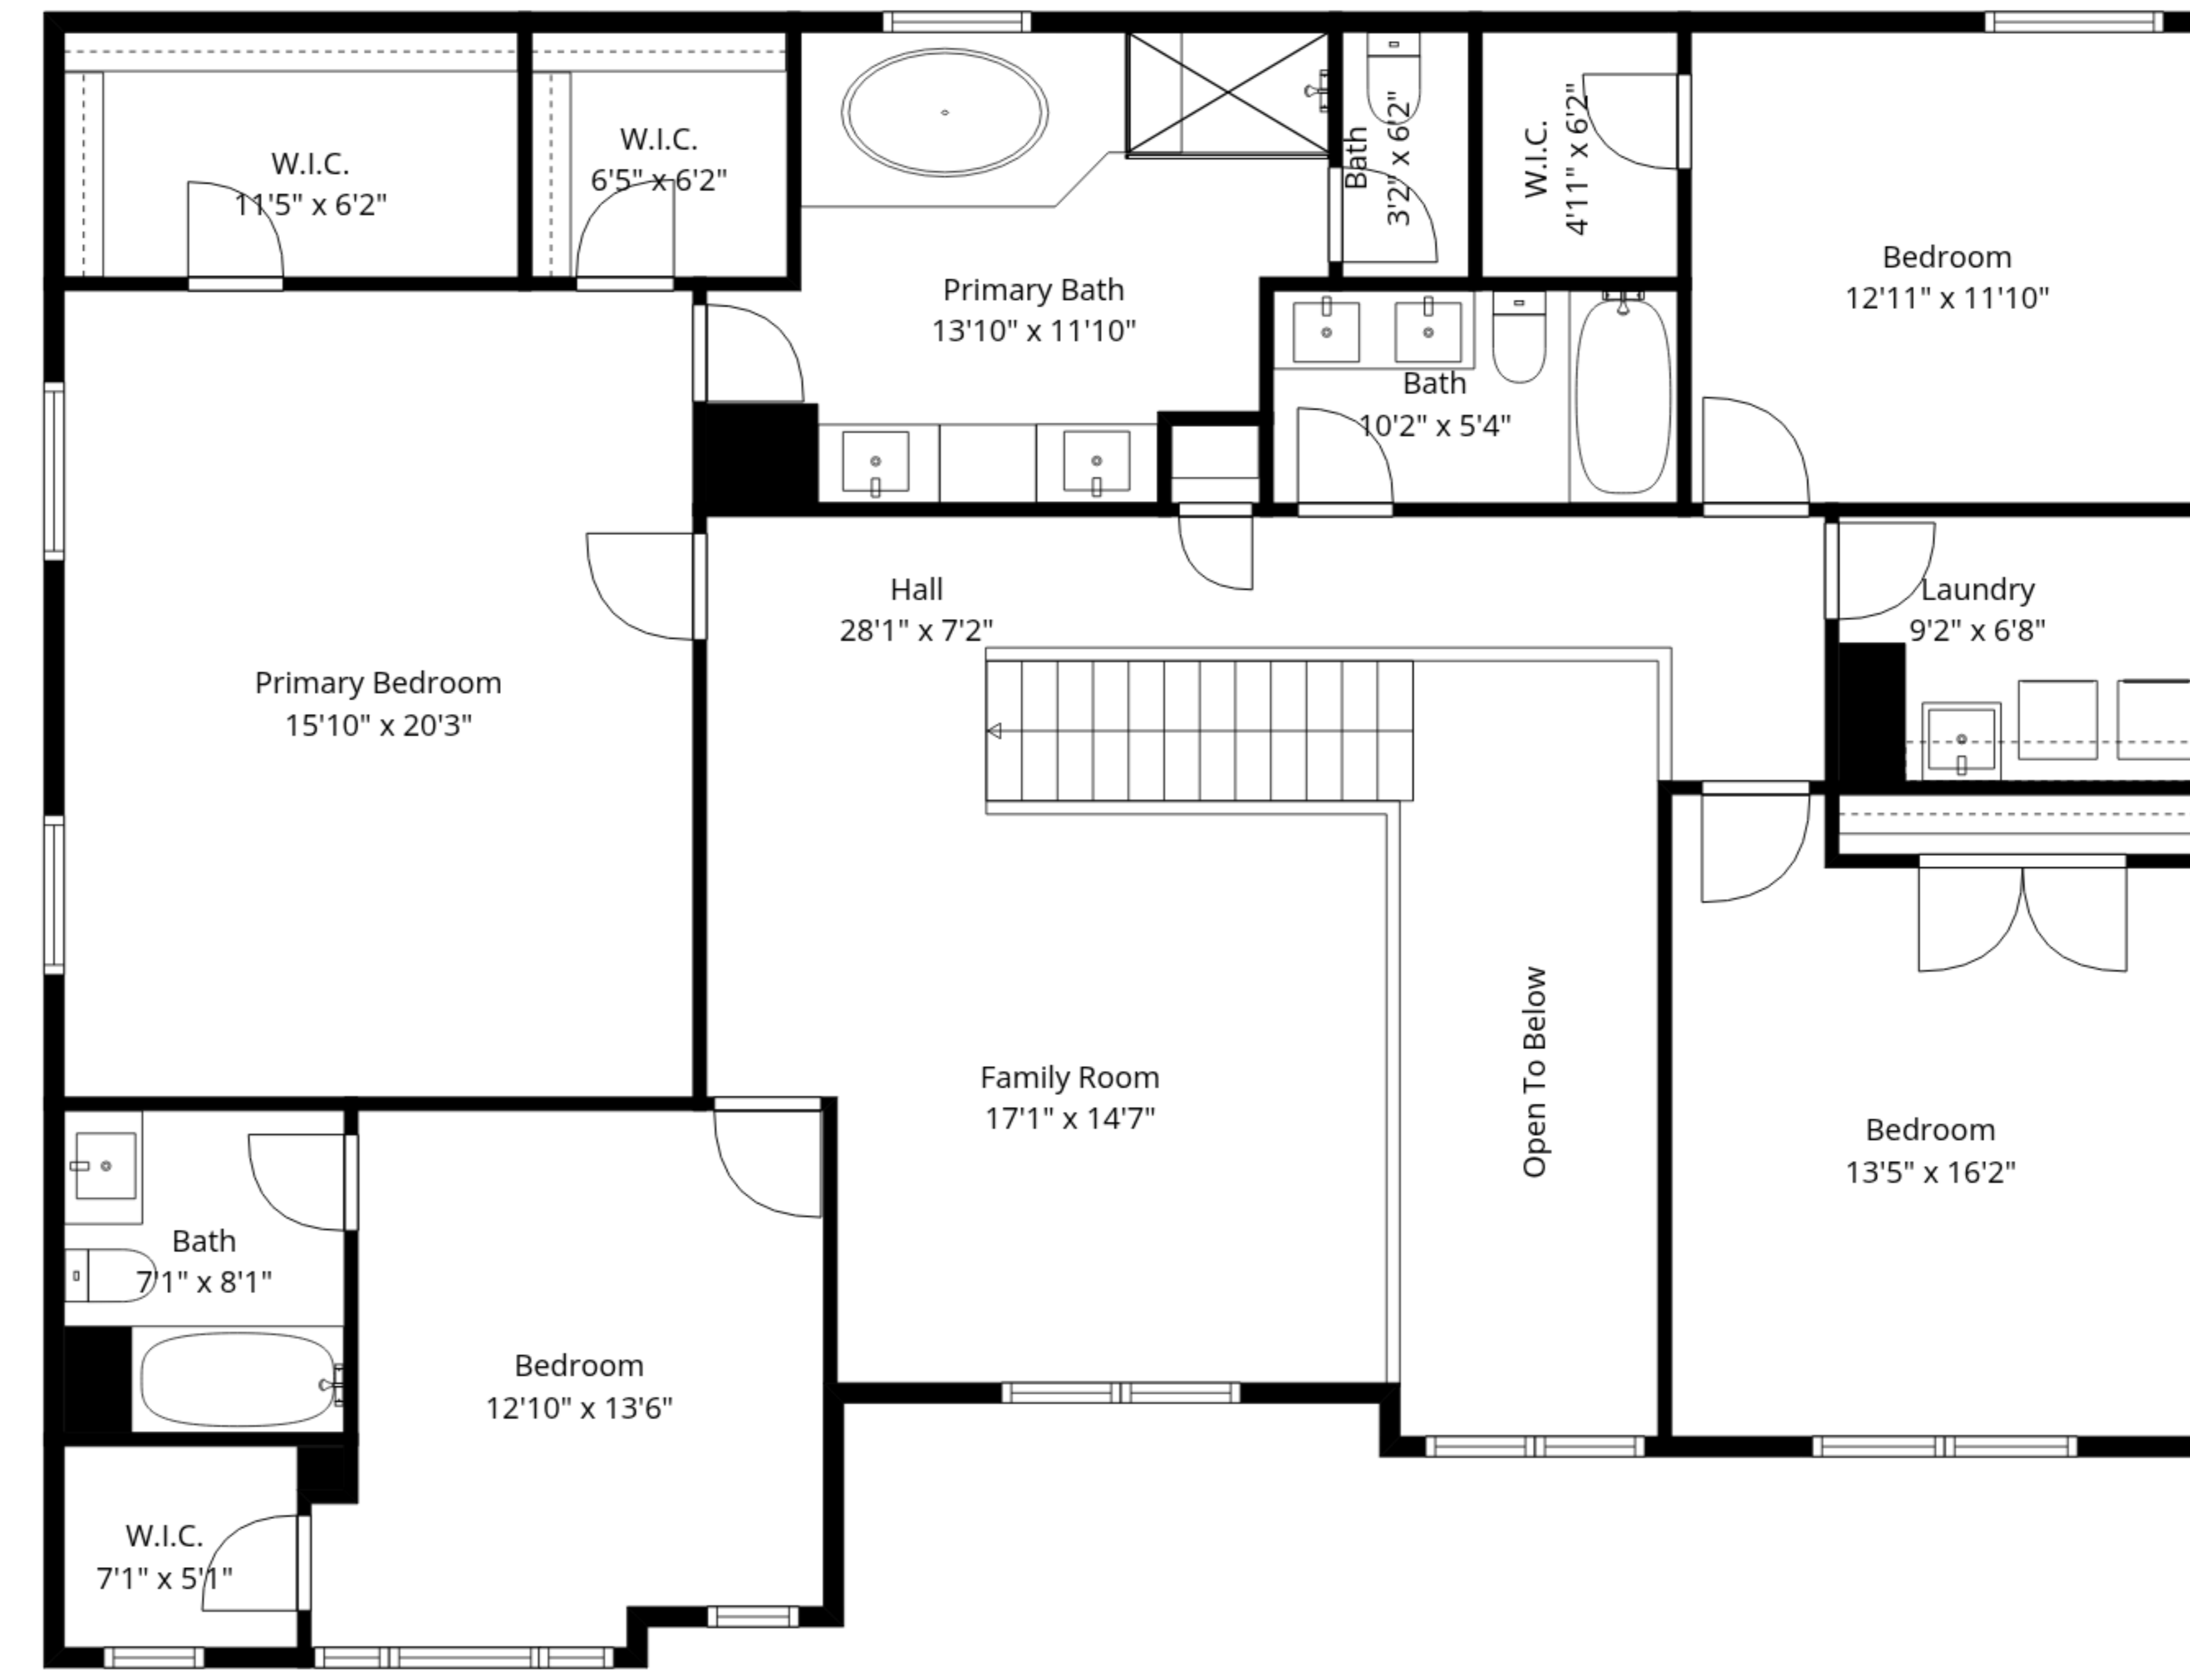 W.I.C.
11'5" x 6'2"
W.I.C.
6'5" x 6'2"
Primary Bath
13'10" x 11'10"
Bath
3'2" x 6'2"
W.I.C.
4'11" x 6'2"
Bedroom
12'11" x 11'10"
Bath
10'2" x 5'4"
Hall
28'1" x 7'2"
Laundry
9'2" x 6'8"
Primary Bedroom
15'10" x 20'3"
Family Room
17'1" x 14'7"
Open To Below
Bedroom
13'5" x 16'2"
Bath
7'1" x 8'1"
Bedroom
12'10" x 13'6"
W.I.C.
7'1" x 5'1"